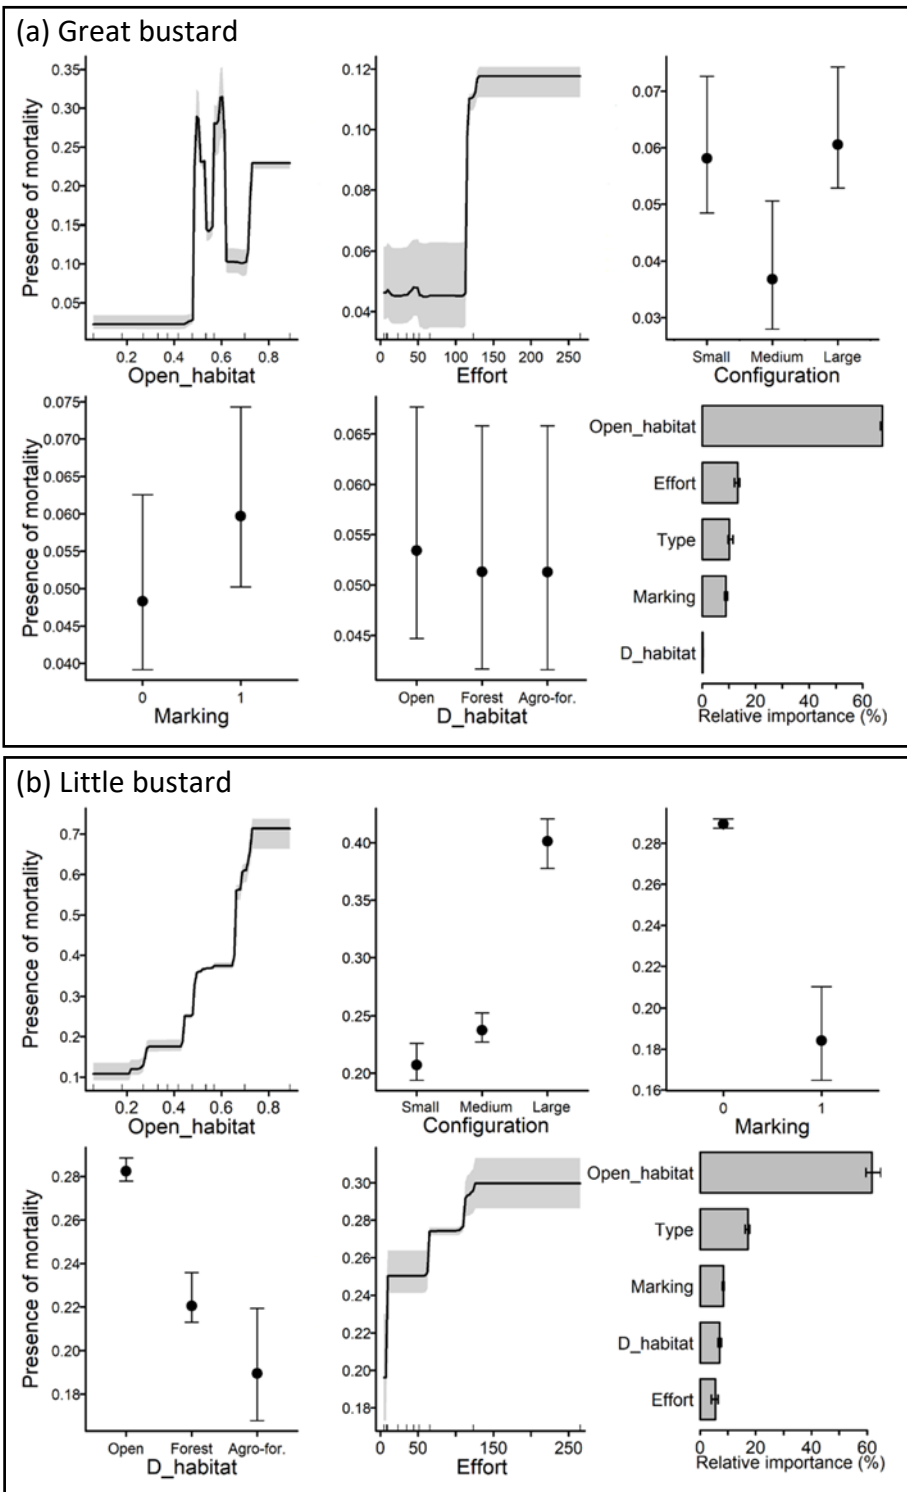 (a) Great bustard
Presence of mortality
0.35
0.30
0.25
0.20
0.15
0.10
0.05
0.2 0.4 0.6 0.8
Open_habitat
0.12
0.10
0.08
0.06
0.04
0 50 100 150 200 250
Effort
0.07
0.06
0.05
0.04
0.03
Small Medium Large
Configuration
Presence of mortality
0.075
0.070
0.065
0.060
0.055
0.050
0.045
0.040
0 1
Marking
0.065
0.060
0.055
0.050
0.045
Open Forest Agro-for.
D_habitat
Open_habitat
Effort
Type
Marking
D_habitat
0 20 40 60
Relative importance (%)
(b) Little bustard
Presence of mortality
0.7
0.6
0.5
0.4
0.3
0.2
0.1
0.2 0.4 0.6 0.8
Open_habitat
0.40
0.35
0.30
0.25
0.20
Small Medium Large
Configuration
0.28
0.26
0.24
0.22
0.20
0.18
0.16
0 1
Marking
Presence of mortality
0.28
0.26
0.24
0.22
0.20
0.18
Open Forest Agro-for.
D_habitat
0.30
0.28
0.26
0.24
0.22
0.20
0.18
0 50 100 150 200 250
Effort
Open_habitat
Type
Marking
D_habitat
Effort
0 20 40 60
Relative importance (%)